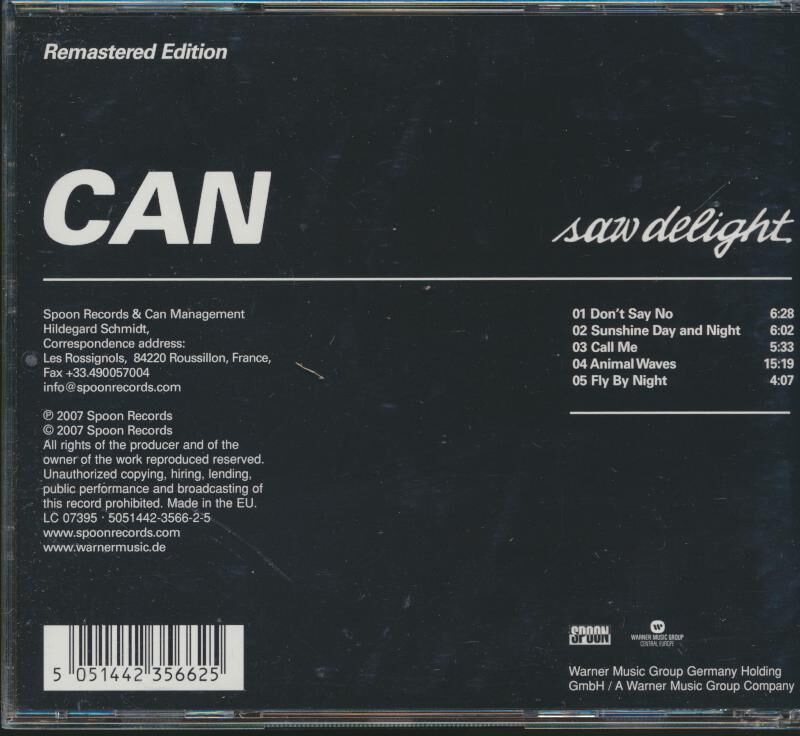 Remastered Edition
CAN
saw delight
Spoon Records & Can Management
Hildegard Schmidt,
Correspondence address:
Les Rossignols, 84220 Roussillon, France,
Fax +33.490057004
info@spoonrecords.com
℗ 2007 Spoon Records
© 2007 Spoon Records
All rights of the producer and of the
owner of the work reproduced reserved.
Unauthorized copying, hiring, lending,
public performance and broadcasting of
this record prohibited. Made in the EU.
LC 07395 · 5051442-3566-2-5
www.spoonrecords.com
www.warnermusic.de
01 Don't Say No 6:28
02 Sunshine Day and Night 6:02
03 Call Me 5:33
04 Animal Waves 15:19
05 Fly By Night 4:07
5 051442 356625
SPOON
WARNER MUSIC GROUP
CENTRAL EUROPE
Warner Music Group Germany Holding
GmbH / A Warner Music Group Company